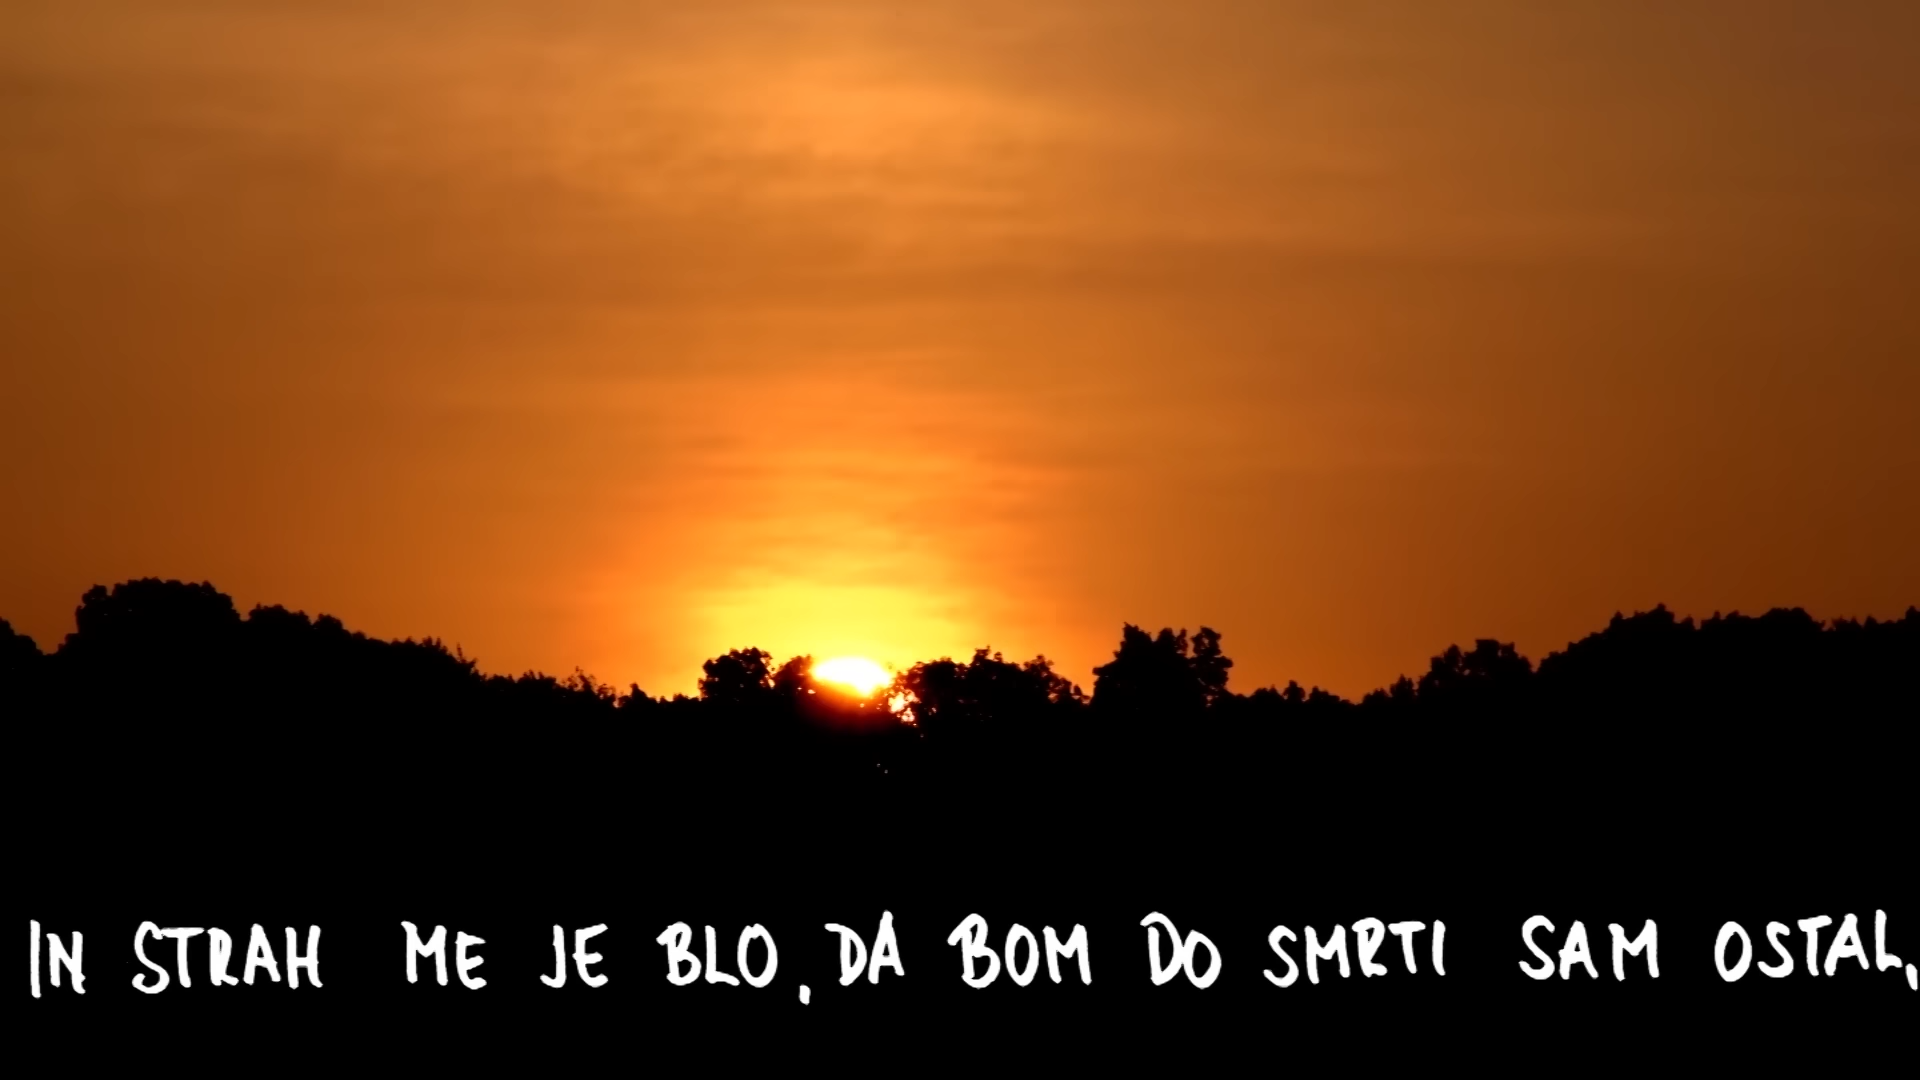 IN STRAH ME JE BLO, DA BOM DO SMRTI SAM OSTAL,